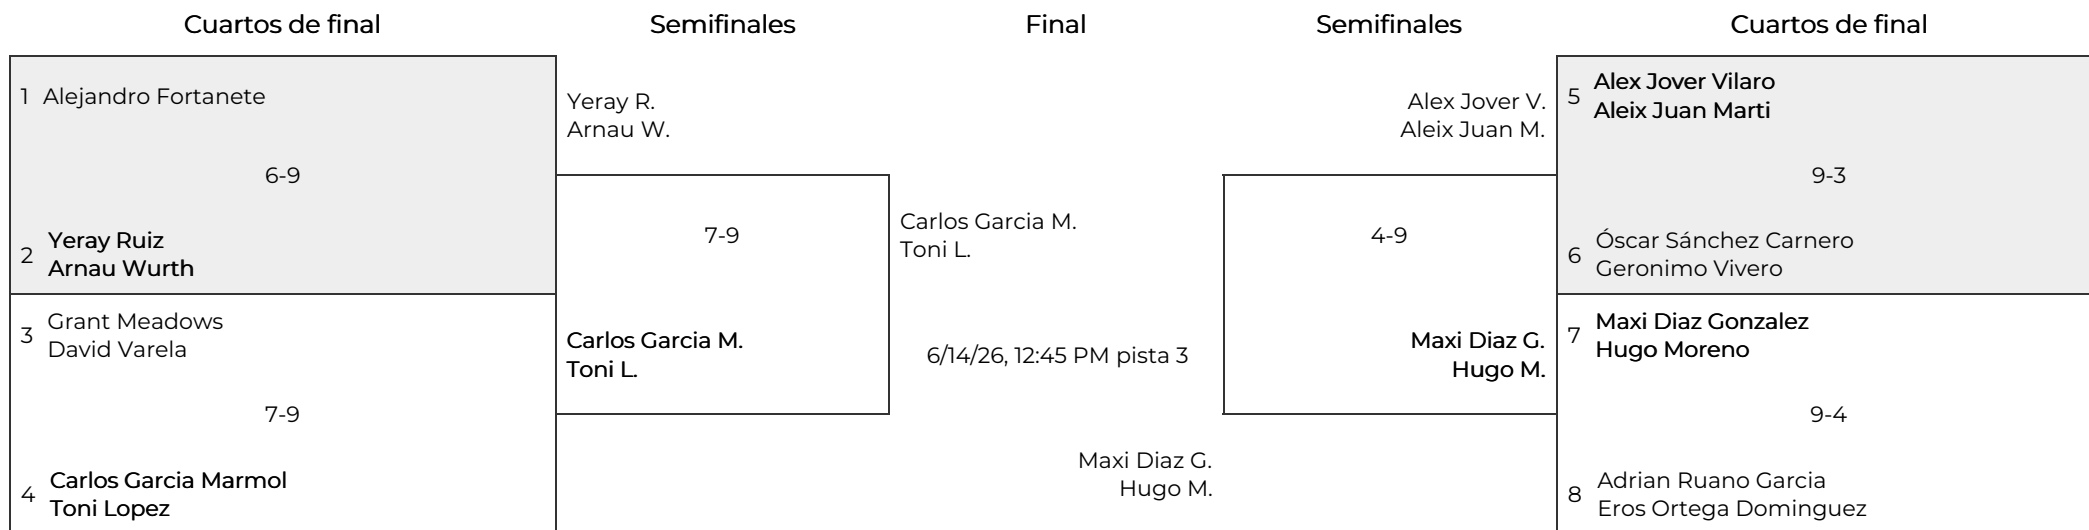 Cuartos de final
Semifinales
Final
Semifinales
Cuartos de final
1 Alejandro Fortanete
6-9
2 Yeray Ruiz
Arnau Wurth
3 Grant Meadows
David Varela
7-9
4 Carlos Garcia Marmol
Toni Lopez
Yeray R.
Arnau W.
7-9
Carlos Garcia M.
Toni L.
Carlos Garcia M.
Toni L.
6/14/26, 12:45 PM pista 3
Maxi Diaz G.
Hugo M.
Alex Jover V.
Aleix Juan M.
4-9
Maxi Diaz G.
Hugo M.
5 Alex Jover Vilaro
Aleix Juan Marti
9-3
6 Óscar Sánchez Carnero
Geronimo Vivero
7 Maxi Diaz Gonzalez
Hugo Moreno
9-4
8 Adrian Ruano Garcia
Eros Ortega Dominguez